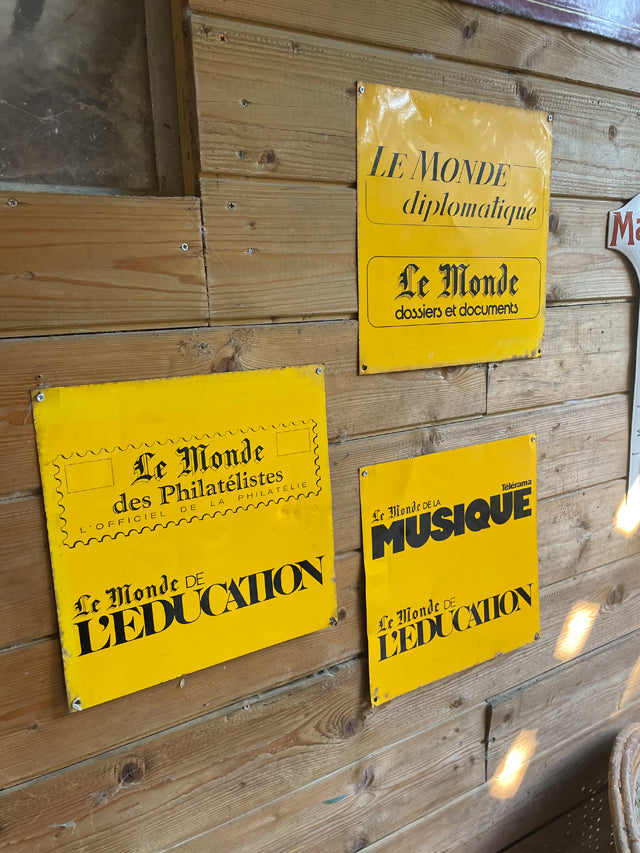 LE MONDE
diplomatique
Le Monde
dossiers et documents
Le Monde
des Philatélistes
L'OFFICIEL DE LA PHILATELIE
Le Monde DE
L'EDUCATION
Télérama
Le Monde DE LA
MUSIQUE
Le Monde DE
L'EDUCATION
Ma